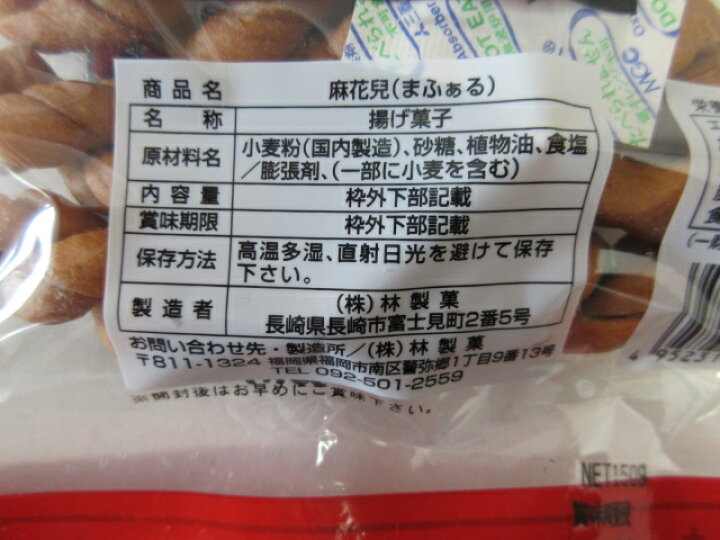 商品名 麻花兒(まふぁる)
名称 揚げ菓子
原材料名 小麦粉(国内製造)、砂糖、植物油、食塩
/膨張剤、(一部に小麦を含む)
内容量 枠外下部記載
賞味期限 枠外下部記載
保存方法 高温多湿、直射日光を避けて保存
下さい。
製造者 (株)林製菓
長崎県長崎市富士見町2番5号
お問い合わせ先・製造所/(株)林製菓
〒811-1324 福岡県福岡市南区警弥郷1丁目9番13号
TEL 092-501-2559
※開封後はお早めにご賞味下さい。
NET150g
賞味期限
MGC
Absorber